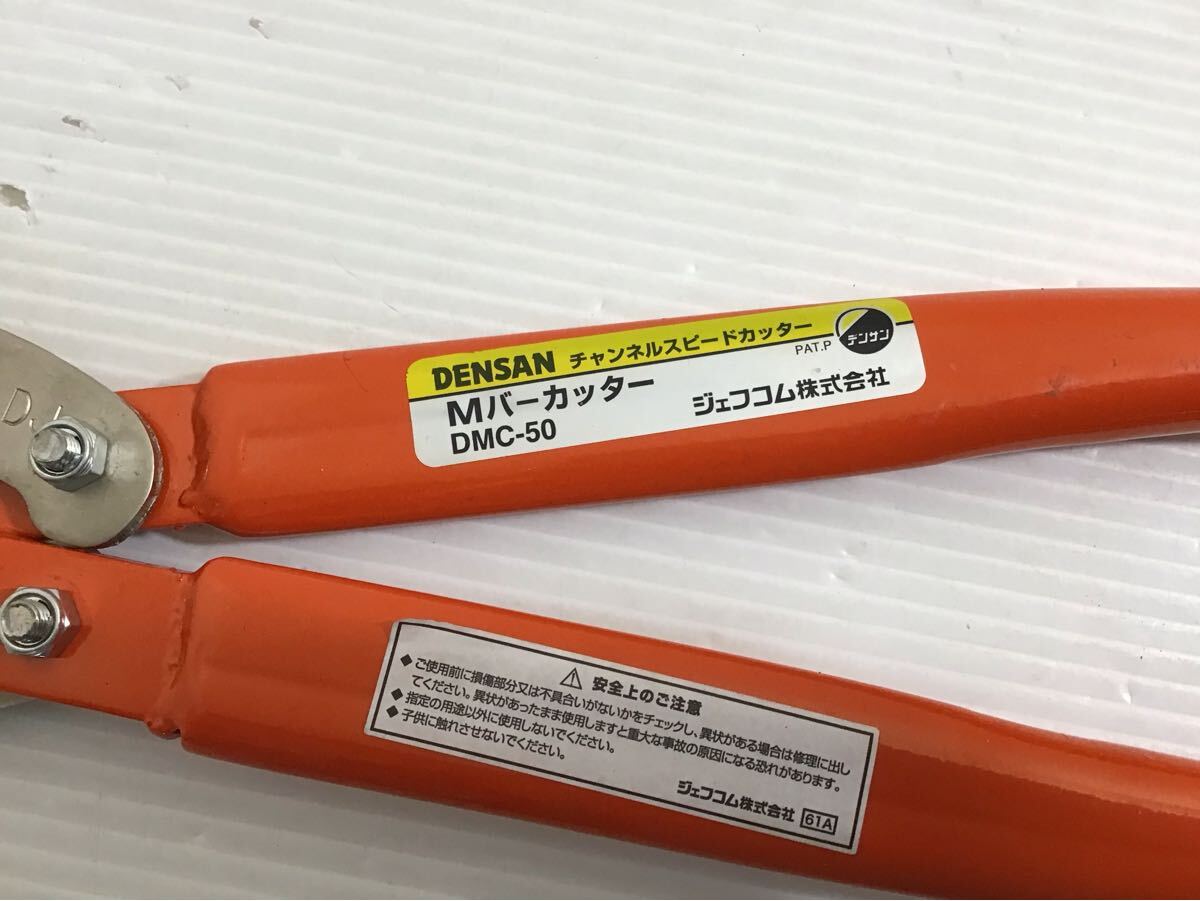 DENSAN チャンネルスピードカッター
PAT.P
デンサン
Mバーカッター
DMC-50
ジェフコム株式会社
D
⚠ 安全上のご注意
◆ご使用前に損傷部分又は不具合いがないかをチェックし、異状がある場合は修理に出し
てください。異状があったまま使用しますと重大な事故の原因になる恐れがあります。
◆指定の用途以外に使用しないでください。
◆子供に触れさせないでください。
ジェフコム株式会社 61A